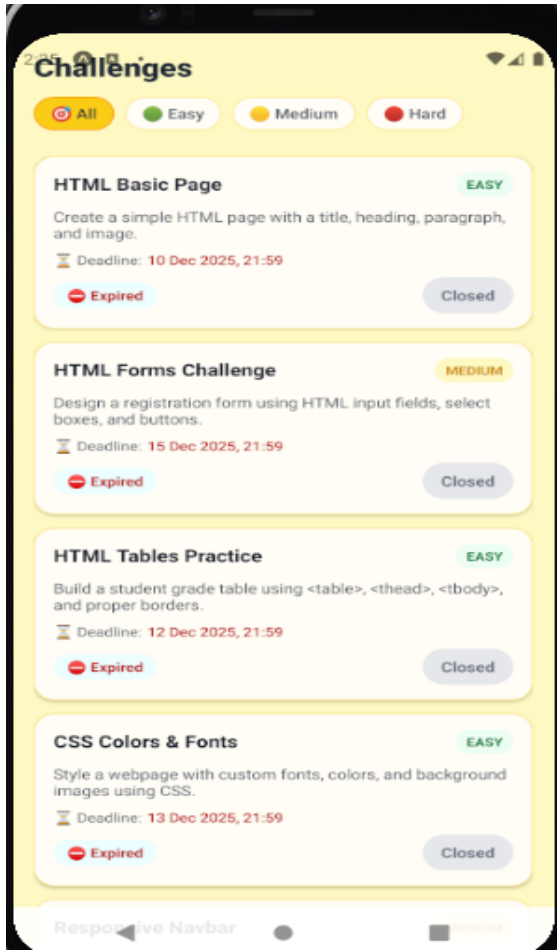 Challenges
All
Easy
Medium
Hard
HTML Basic Page
EASY
Create a simple HTML page with a title, heading, paragraph,
and image.
Deadline: 10 Dec 2025, 21:59
Expired
Closed
HTML Forms Challenge
MEDIUM
Design a registration form using HTML input fields, select
boxes, and buttons.
Deadline: 15 Dec 2025, 21:59
Expired
Closed
HTML Tables Practice
EASY
Build a student grade table using <table>, <thead>, <tbody>,
and proper borders.
Deadline: 12 Dec 2025, 21:59
Expired
Closed
CSS Colors & Fonts
EASY
Style a webpage with custom fonts, colors, and background
images using CSS.
Deadline: 13 Dec 2025, 21:59
Expired
Closed
Responsive Navbar
MEDIUM